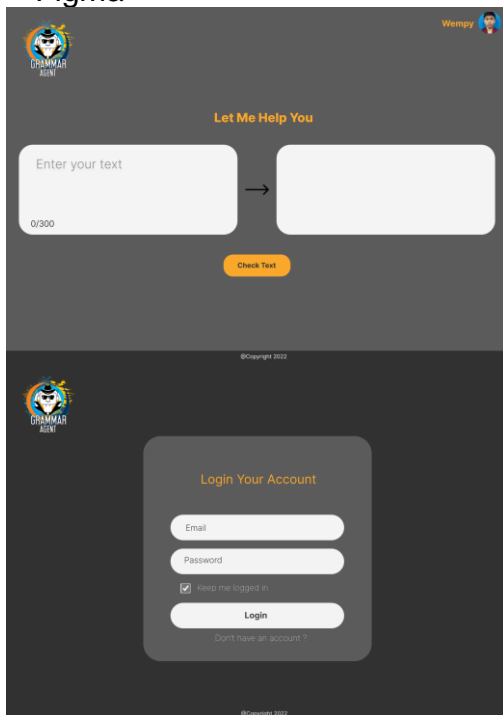 Figma
GRAMMAR
AGENT
Wempy
Let Me Help You
Enter your text
0/300
Check Text
@Copyright 2022
GRAMMAR
AGENT
Login Your Account
Email
Password
Keep me logged in
Login
Don't have an account ?
@Copyright 2022